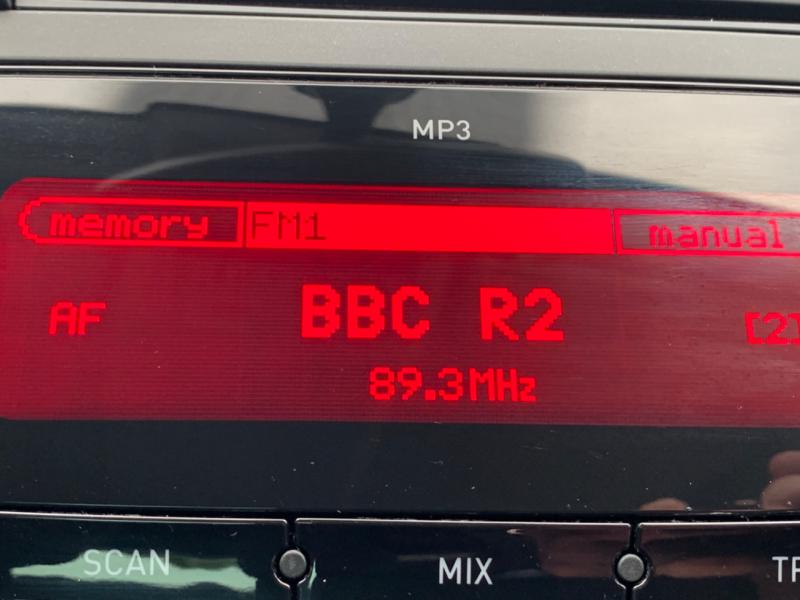 MP3
memory FM1 manual
AF BBC R2 [2]
89.3MHz
SCAN MIX